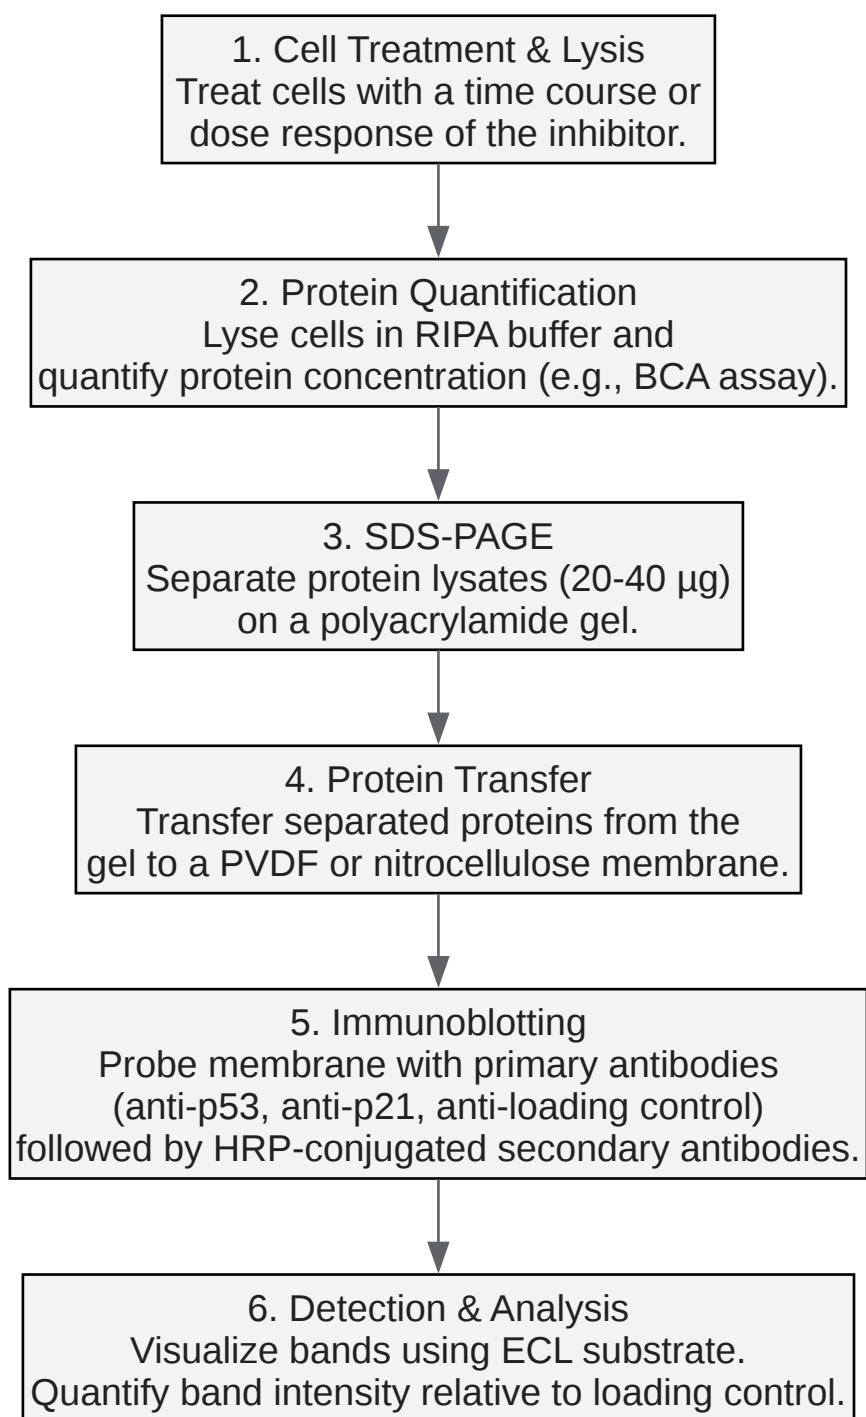 1. Cell Treatment & Lysis
Treat cells with a time course or
dose response of the inhibitor.
2. Protein Quantification
Lyse cells in RIPA buffer and
quantify protein concentration (e.g., BCA assay).
3. SDS-PAGE
Separate protein lysates (20-40 µg)
on a polyacrylamide gel.
4. Protein Transfer
Transfer separated proteins from the
gel to a PVDF or nitrocellulose membrane.
5. Immunoblotting
Probe membrane with primary antibodies
(anti-p53, anti-p21, anti-loading control)
followed by HRP-conjugated secondary antibodies.
6. Detection & Analysis
Visualize bands using ECL substrate.
Quantify band intensity relative to loading control.